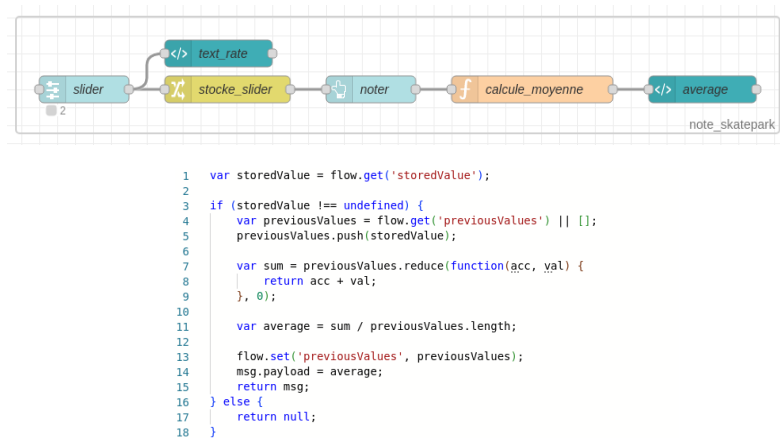 text_rate
slider
stocke_slider
noter
calcule_moyenne
average
2
note_skatepark
1 var storedValue = flow.get('storedValue');
2
3 if (storedValue !== undefined) {
4 var previousValues = flow.get('previousValues') || [];
5 previousValues.push(storedValue);
6
7 var sum = previousValues.reduce(function(acc, val) {
8 return acc + val;
9 }, 0);
10
11 var average = sum / previousValues.length;
12
13 flow.set('previousValues', previousValues);
14 msg.payload = average;
15 return msg;
16 } else {
17 return null;
18 }